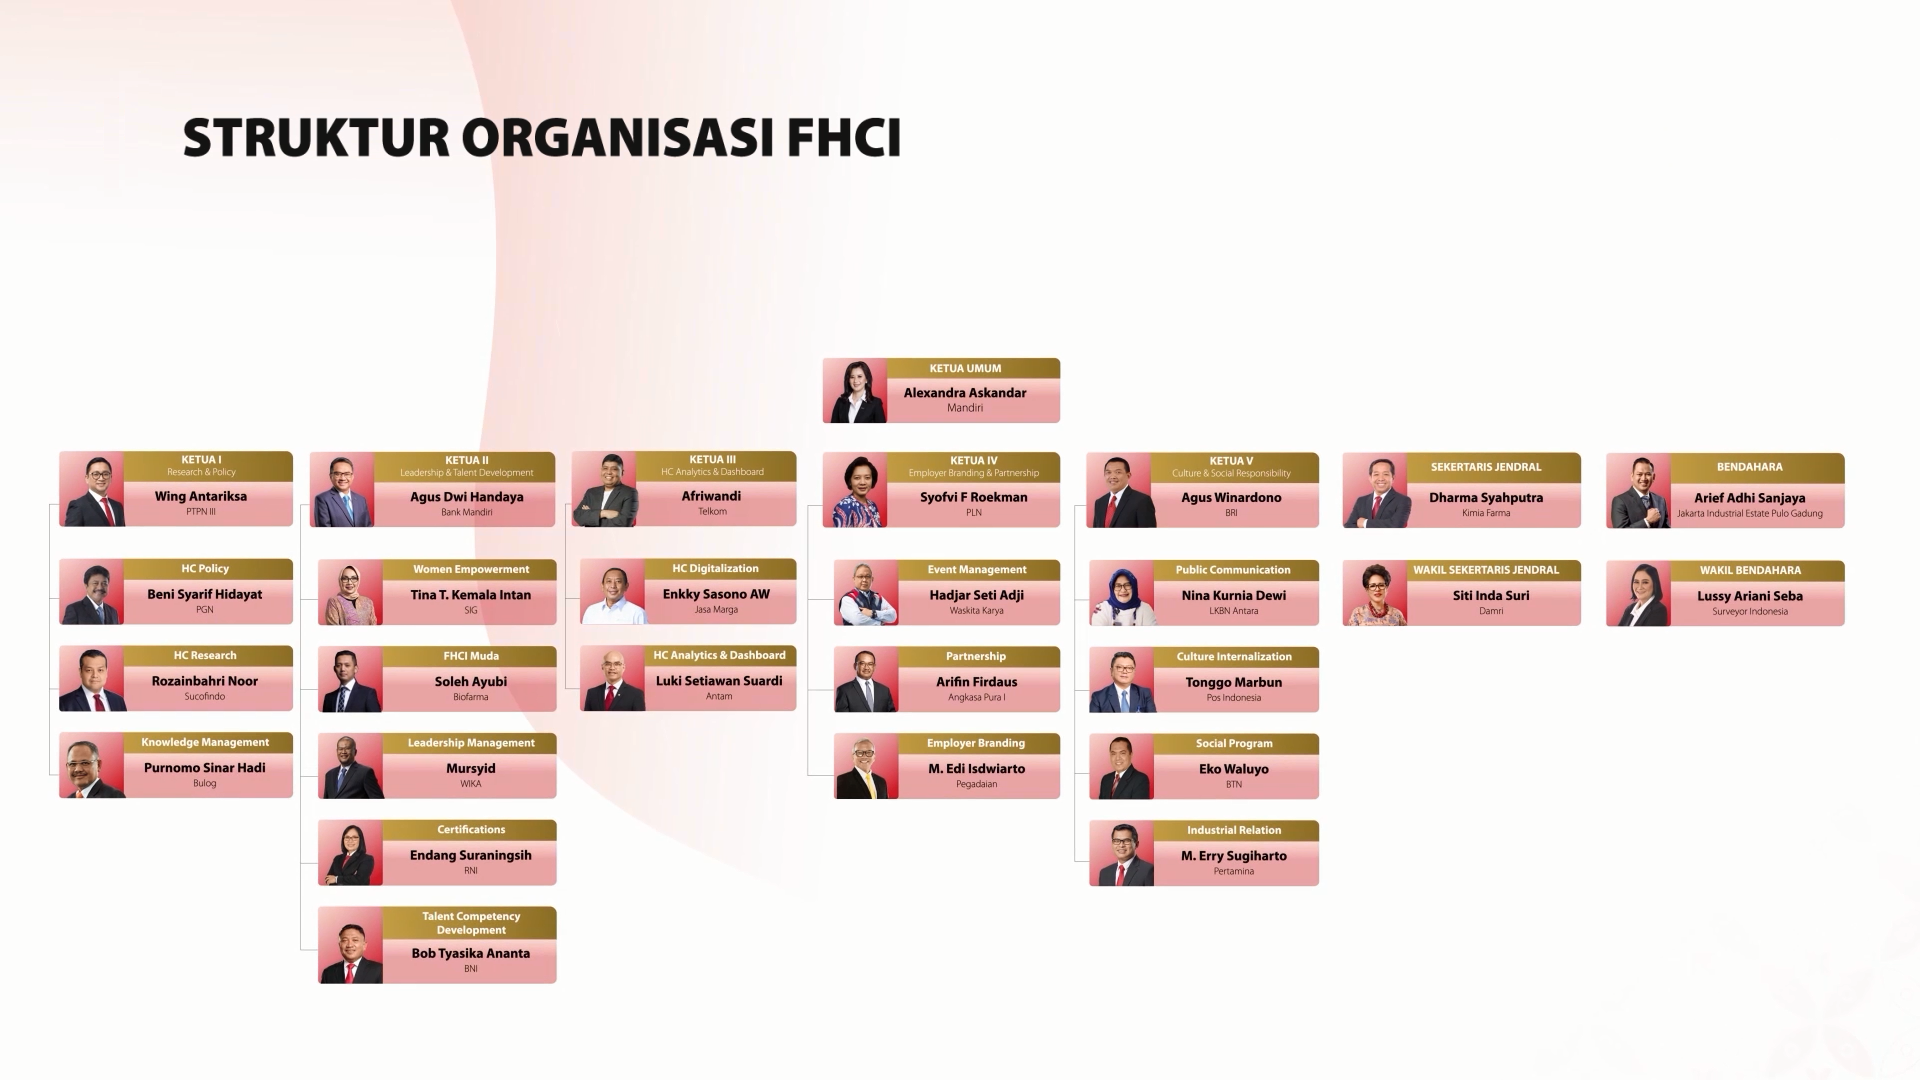 STRUKTUR ORGANISASI FHCI
KETUA UMUM
Alexandra Askandar
Mandiri
KETUA I
Research & Policy
Wing Antariksa
PTPN III
HC Policy
Beni Syarif Hidayat
PGN
HC Research
Rozainbahri Noor
Sucofindo
Knowledge Management
Purnomo Sinar Hadi
Bulog
KETUA II
Leadership & Talent Development
Agus Dwi Handaya
Bank Mandiri
Women Empowerment
Tina T. Kemala Intan
SIG
FHCI Muda
Soleh Ayubi
Biofarma
Leadership Management
Mursyid
WIKA
Certifications
Endang Suraningsih
RNI
Talent Competency
Development
Bob Tyasika Ananta
BNI
KETUA III
HC Analytics & Dashboard
Afriwandi
Telkom
HC Digitalization
Enkky Sasono AW
Jasa Marga
HC Analytics & Dashboard
Luki Setiawan Suardi
Antam
KETUA IV
Employer Branding & Partnership
Syofvi F Roekman
PLN
Event Management
Hadjar Seti Adji
Waskita Karya
Partnership
Arifin Firdaus
Angkasa Pura I
Employer Branding
M. Edi Isdwiarto
Pegadaian
KETUA V
Culture & Social Responsibility
Agus Winardono
BRI
Public Communication
Nina Kurnia Dewi
LKBN Antara
Culture Internalization
Tonggo Marbun
Pos Indonesia
Social Program
Eko Waluyo
BTN
Industrial Relation
M. Erry Sugiharto
Pertamina
SEKERTARIS JENDRAL
Dharma Syahputra
Kimia Farma
WAKIL SEKERTARIS JENDRAL
Siti Inda Suri
Damri
BENDAHARA
Arief Adhi Sanjaya
Jakarta Industrial Estate Pulo Gadung
WAKIL BENDAHARA
Lussy Ariani Seba
Surveyor Indonesia